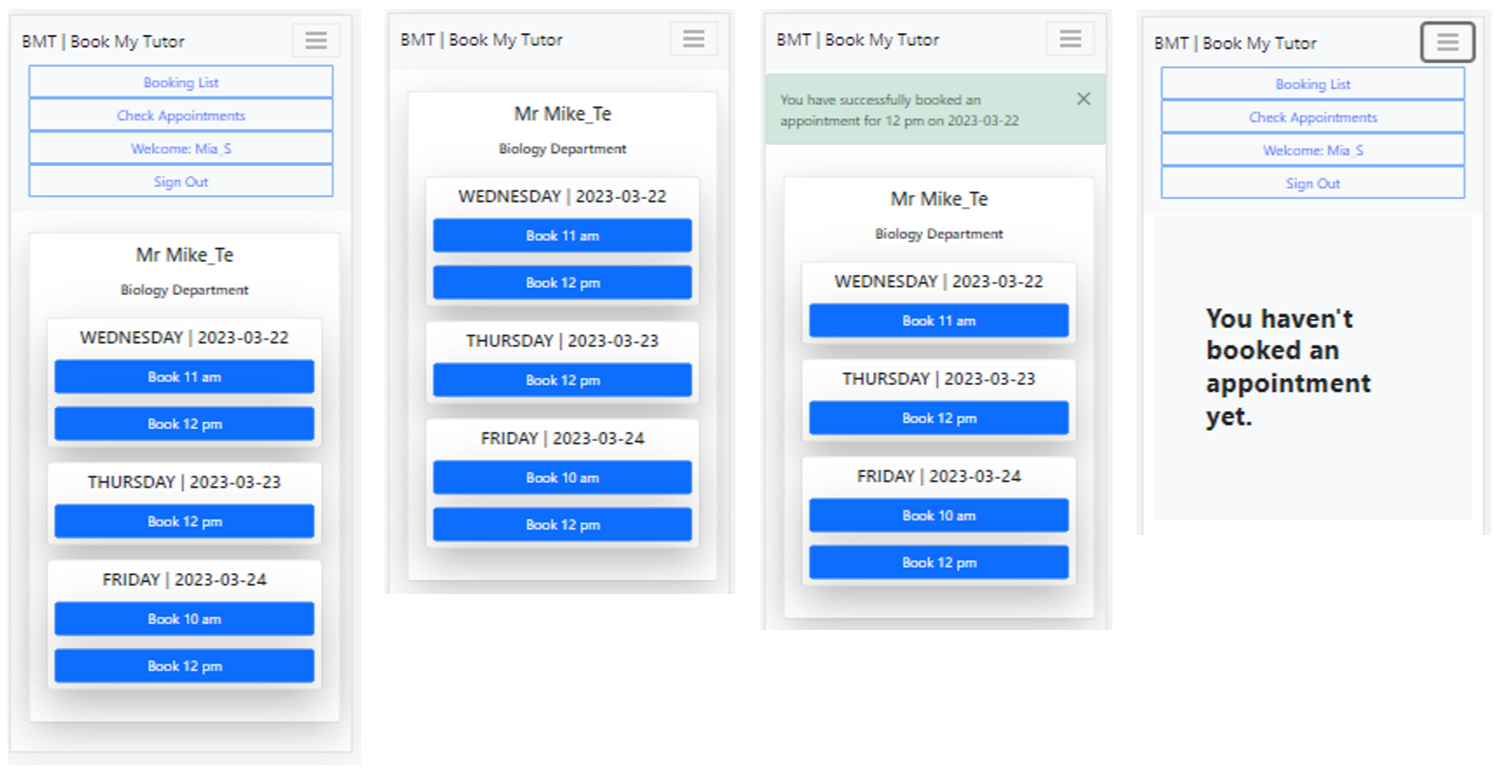 BMT | Book My Tutor
Booking List
Check Appointments
Welcome: Mia_S
Sign Out
Mr Mike_Te
Biology Department
WEDNESDAY | 2023-03-22
Book 11 am
Book 12 pm
THURSDAY | 2023-03-23
Book 12 pm
FRIDAY | 2023-03-24
Book 10 am
Book 12 pm
BMT | Book My Tutor
Mr Mike_Te
Biology Department
WEDNESDAY | 2023-03-22
Book 11 am
Book 12 pm
THURSDAY | 2023-03-23
Book 12 pm
FRIDAY | 2023-03-24
Book 10 am
Book 12 pm
BMT | Book My Tutor
You have successfully booked an
appointment for 12 pm on 2023-03-22
Mr Mike_Te
Biology Department
WEDNESDAY | 2023-03-22
Book 11 am
THURSDAY | 2023-03-23
Book 12 pm
FRIDAY | 2023-03-24
Book 10 am
Book 12 pm
BMT | Book My Tutor
Booking List
Check Appointments
Welcome: Mia_S
Sign Out
You haven't
booked an
appointment
yet.